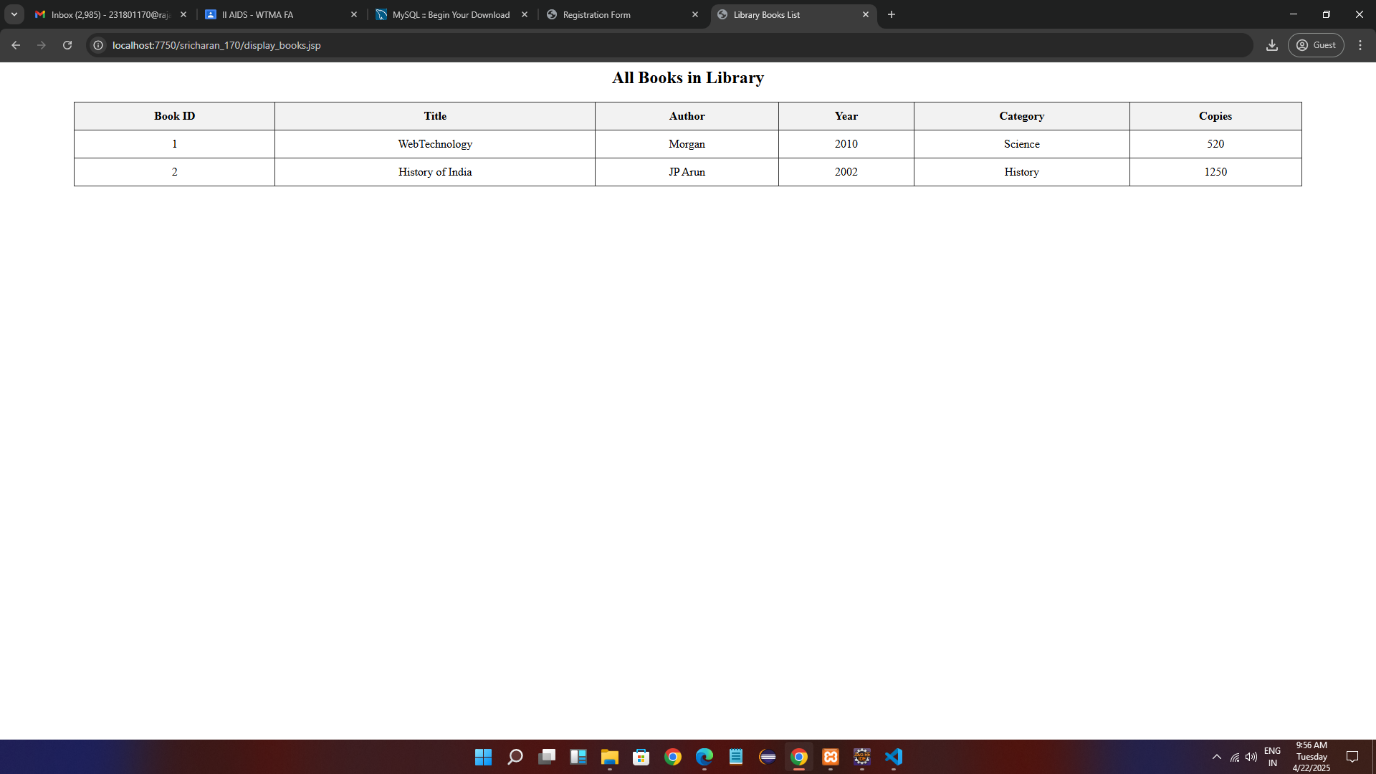 Inbox (2,985) - 231801170@raj
II AIDS - WTMA FA
MySQL :: Begin Your Download
Registration Form
Library Books List
localhost:7750/sricharan_170/display_books.jsp
Guest
All Books in Library
Book ID Title Author Year Category Copies
1 WebTechnology Morgan 2010 Science 520
2 History of India JP Arun 2002 History 1250
ENG
IN
9:56 AM
Tuesday
4/22/2025